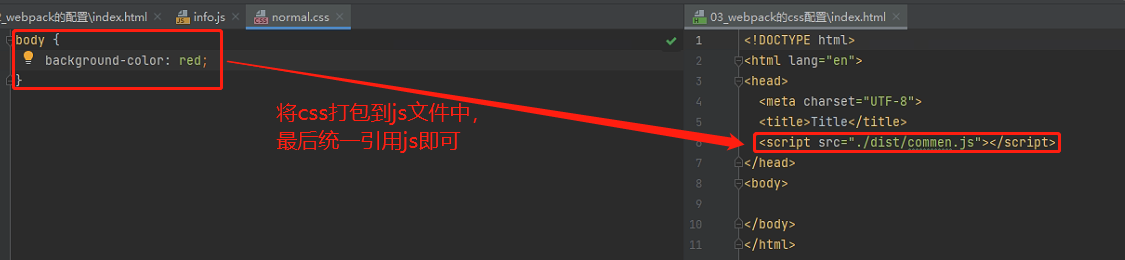 2_webpack的配置\index.html
info.js
normal.css
03_webpack的css配置\index.html
body {
background-color: red;
}
将css打包到js文件中，
最后统一引用js即可
1 <!DOCTYPE html>
2 <html lang="en">
3 <head>
4 <meta charset="UTF-8">
5 <title>Title</title>
6 <script src="./dist/commen.js"></script>
7 </head>
8 <body>
9
10 </body>
11 </html>